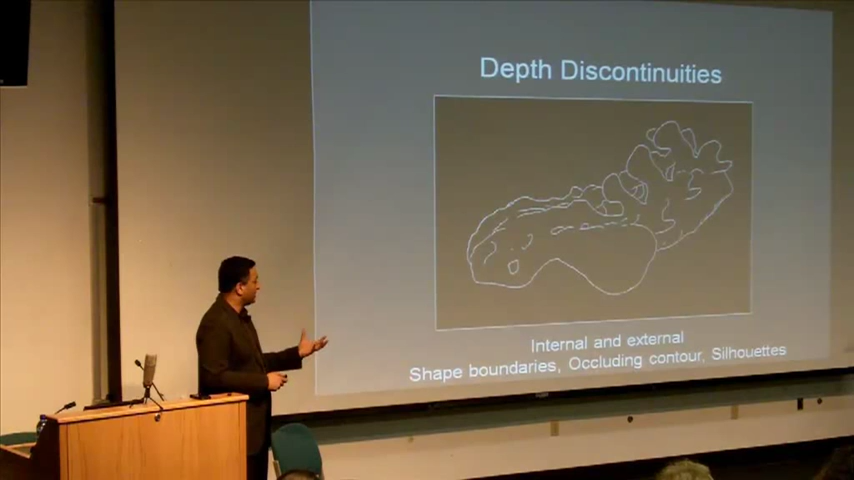 Depth Discontinuities
Internal and external
Shape boundaries, Occluding contour, Silhouettes